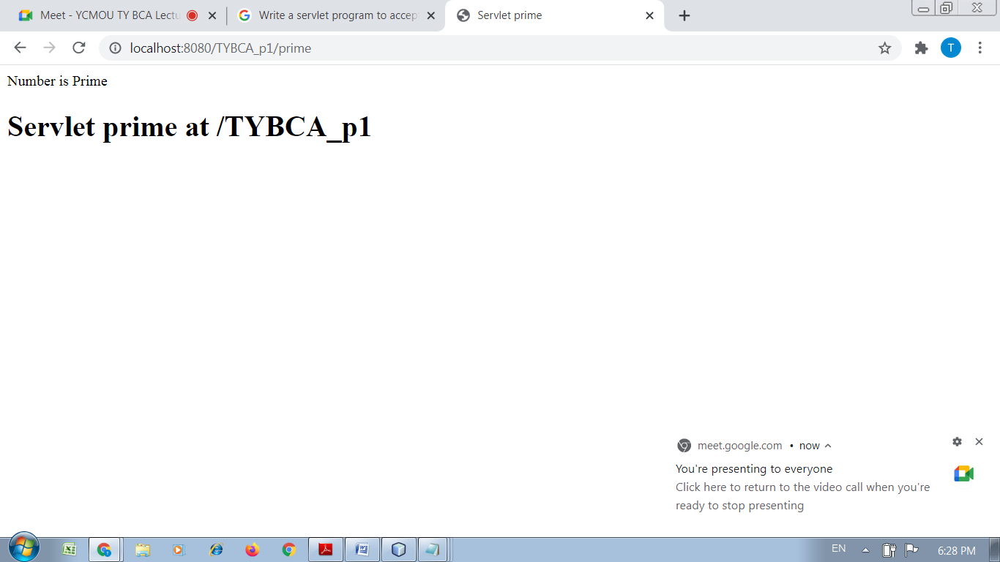 Meet - YCMOU TY BCA Lectu
Write a servlet program to accep
Servlet prime
localhost:8080/TYBCA_p1/prime
T
Number is Prime
Servlet prime at /TYBCA_p1
meet.google.com • now
You're presenting to everyone
Click here to return to the video call when you're
ready to stop presenting
EN
6:28 PM